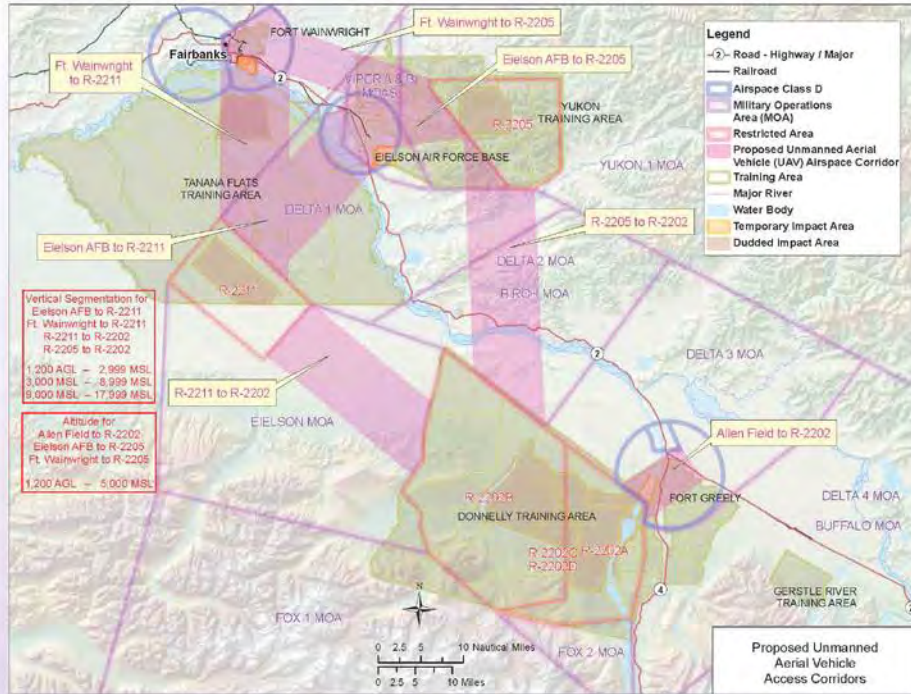 Ft. Wainwright to R-2205
FORT WAINWRIGHT
Fairbanks
2
Ft. Wainwright
to R-2211
Eielson AFB to R-2205
VIPER A & B
MOAS
R-2205
YUKON
TRAINING AREA
EIELSON AIR FORCE BASE
YUKON 1 MOA
TANANA FLATS
TRAINING AREA
DELTA 1 MOA
Eielson AFB to R-2211
R-2205 to R-2202
DELTA 2 MOA
BIRCH MOA
R-2211
Vertical Segmentation for
Eielson AFB to R-2211
Ft. Wainwright to R-2211
R-2211 to R-2202
R-2205 to R-2202
1,200 AGL – 2,999 MSL
3,000 MSL – 8,999 MSL
9,000 MSL – 17,999 MSL
2
DELTA 3 MOA
R-2211 to R-2202
EIELSON MOA
Altitude for
Allen Field to R-2202
Eielson AFB to R-2205
Ft. Wainwright to R-2205
1,200 AGL – 5,000 MSL
Allen Field to R-2202
FORT GREELY
DELTA 4 MOA
BUFFALO MOA
DONNELLY TRAINING AREA
R-2202C
R-2202A
R-2202D
4
GERSTLE RIVER
TRAINING AREA
FOX 1 MOA
FOX 2 MOA
N
0 2.5 5 10 Nautical Miles
0 2.5 5 10 Miles
Legend
2 Road - Highway / Major
Railroad
Airspace Class D
Military Operations
Area (MOA)
Restricted Area
Proposed Unmanned Aerial
Vehicle (UAV) Airspace Corridor
Training Area
Major River
Water Body
Temporary Impact Area
Dudded Impact Area
Proposed Unmanned
Aerial Vehicle
Access Corridors